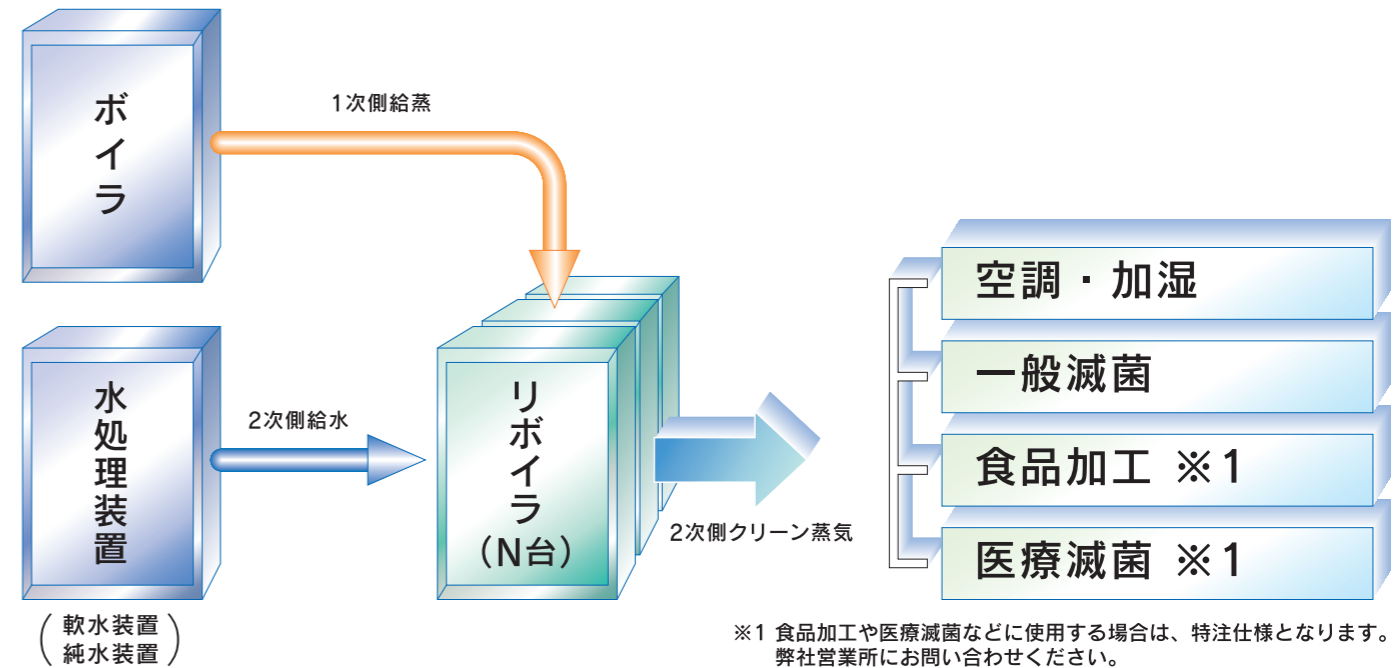 ボイラ
1次側給蒸
水処理装置
(軟水装置
純水装置)
2次側給水
リボイラ
(N台)
2次側クリーン蒸気
空調・加湿
一般滅菌
食品加工 ※1
医療滅菌 ※1
※1 食品加工や医療滅菌などに使用する場合は、特注仕様となります。
弊社営業所にお問い合わせください。